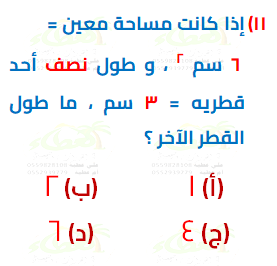 ١١) إذا كانت مساحة معين =
٦ سم ٢ ، و طول نصف أحد
قطريه = ٣ سم ، ما طول
القطر الآخر ؟
(أ) ١ (ب) ٢
(ج) ٤ (د) ٦